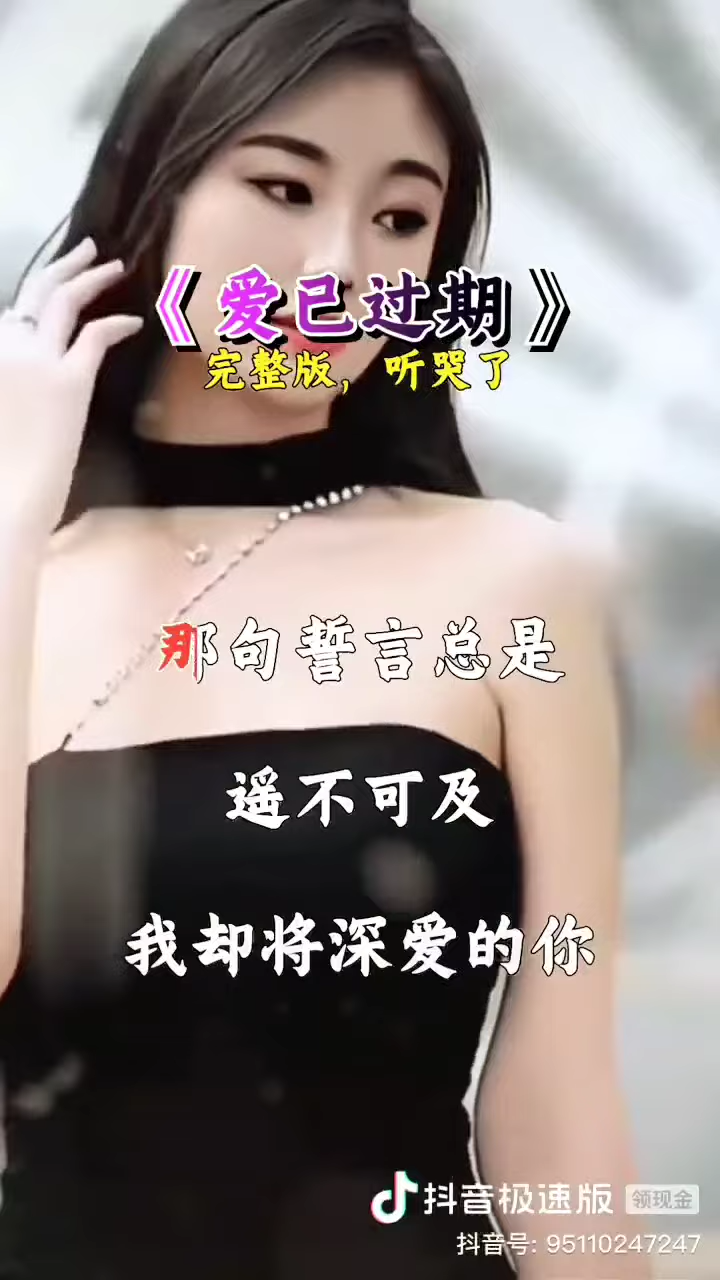 《爱已过期》
完整版，听哭了
那句誓言总是
遥不可及
我却将深爱的你
抖音极速版 领现金
抖音号: 95110247247